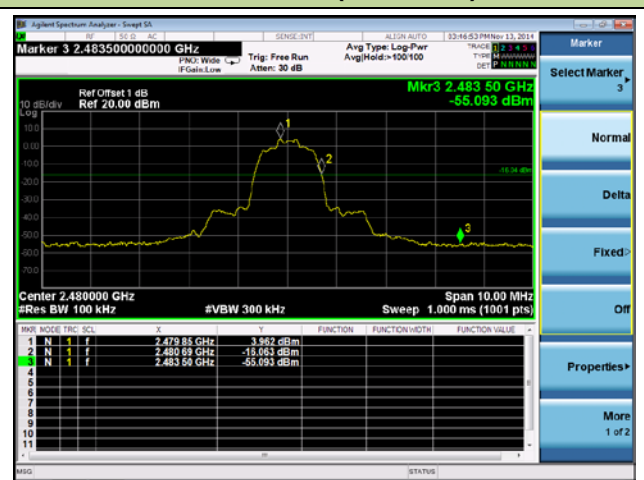 Agilent Spectrum Analyzer - Swept SA
RF 50 Ω AC SENSE:INT ALIGN AUTO 03:46:53 PM Nov 13, 2014
Marker 3 2.483500000000 GHz
PNO: Wide
IFGain:Low
Trig: Free Run
Atten: 30 dB
Avg Type: Log-Pwr
Avg|Hold:>100/100
TRACE 1 2 3 4 5 6
TYPE
DET P N N N N N
Ref Offset 1 dB
10 dB/div Ref 20.00 dBm
Mkr3 2.483 50 GHz
-55.093 dBm
Log
10.0
0.00
-10.0
-20.0
-30.0
-40.0
-50.0
-60.0
-70.0
1
2
3
-16.04 dBm
Center 2.480000 GHz Span 10.00 MHz
#Res BW 100 kHz #VBW 300 kHz Sweep 1.000 ms (1001 pts)
MKR MODE TRC SCL X Y FUNCTION FUNCTION WIDTH FUNCTION VALUE
1 N 1 f 2.479 85 GHz 3.962 dBm
2 N 1 f 2.480 69 GHz -16.063 dBm
3 N 1 f 2.483 50 GHz -55.093 dBm
4
5
6
7
8
9
10
11
MSG STATUS
Marker
Select Marker
3
Normal
Delta
Fixed
Off
Properties
More
1 of 2